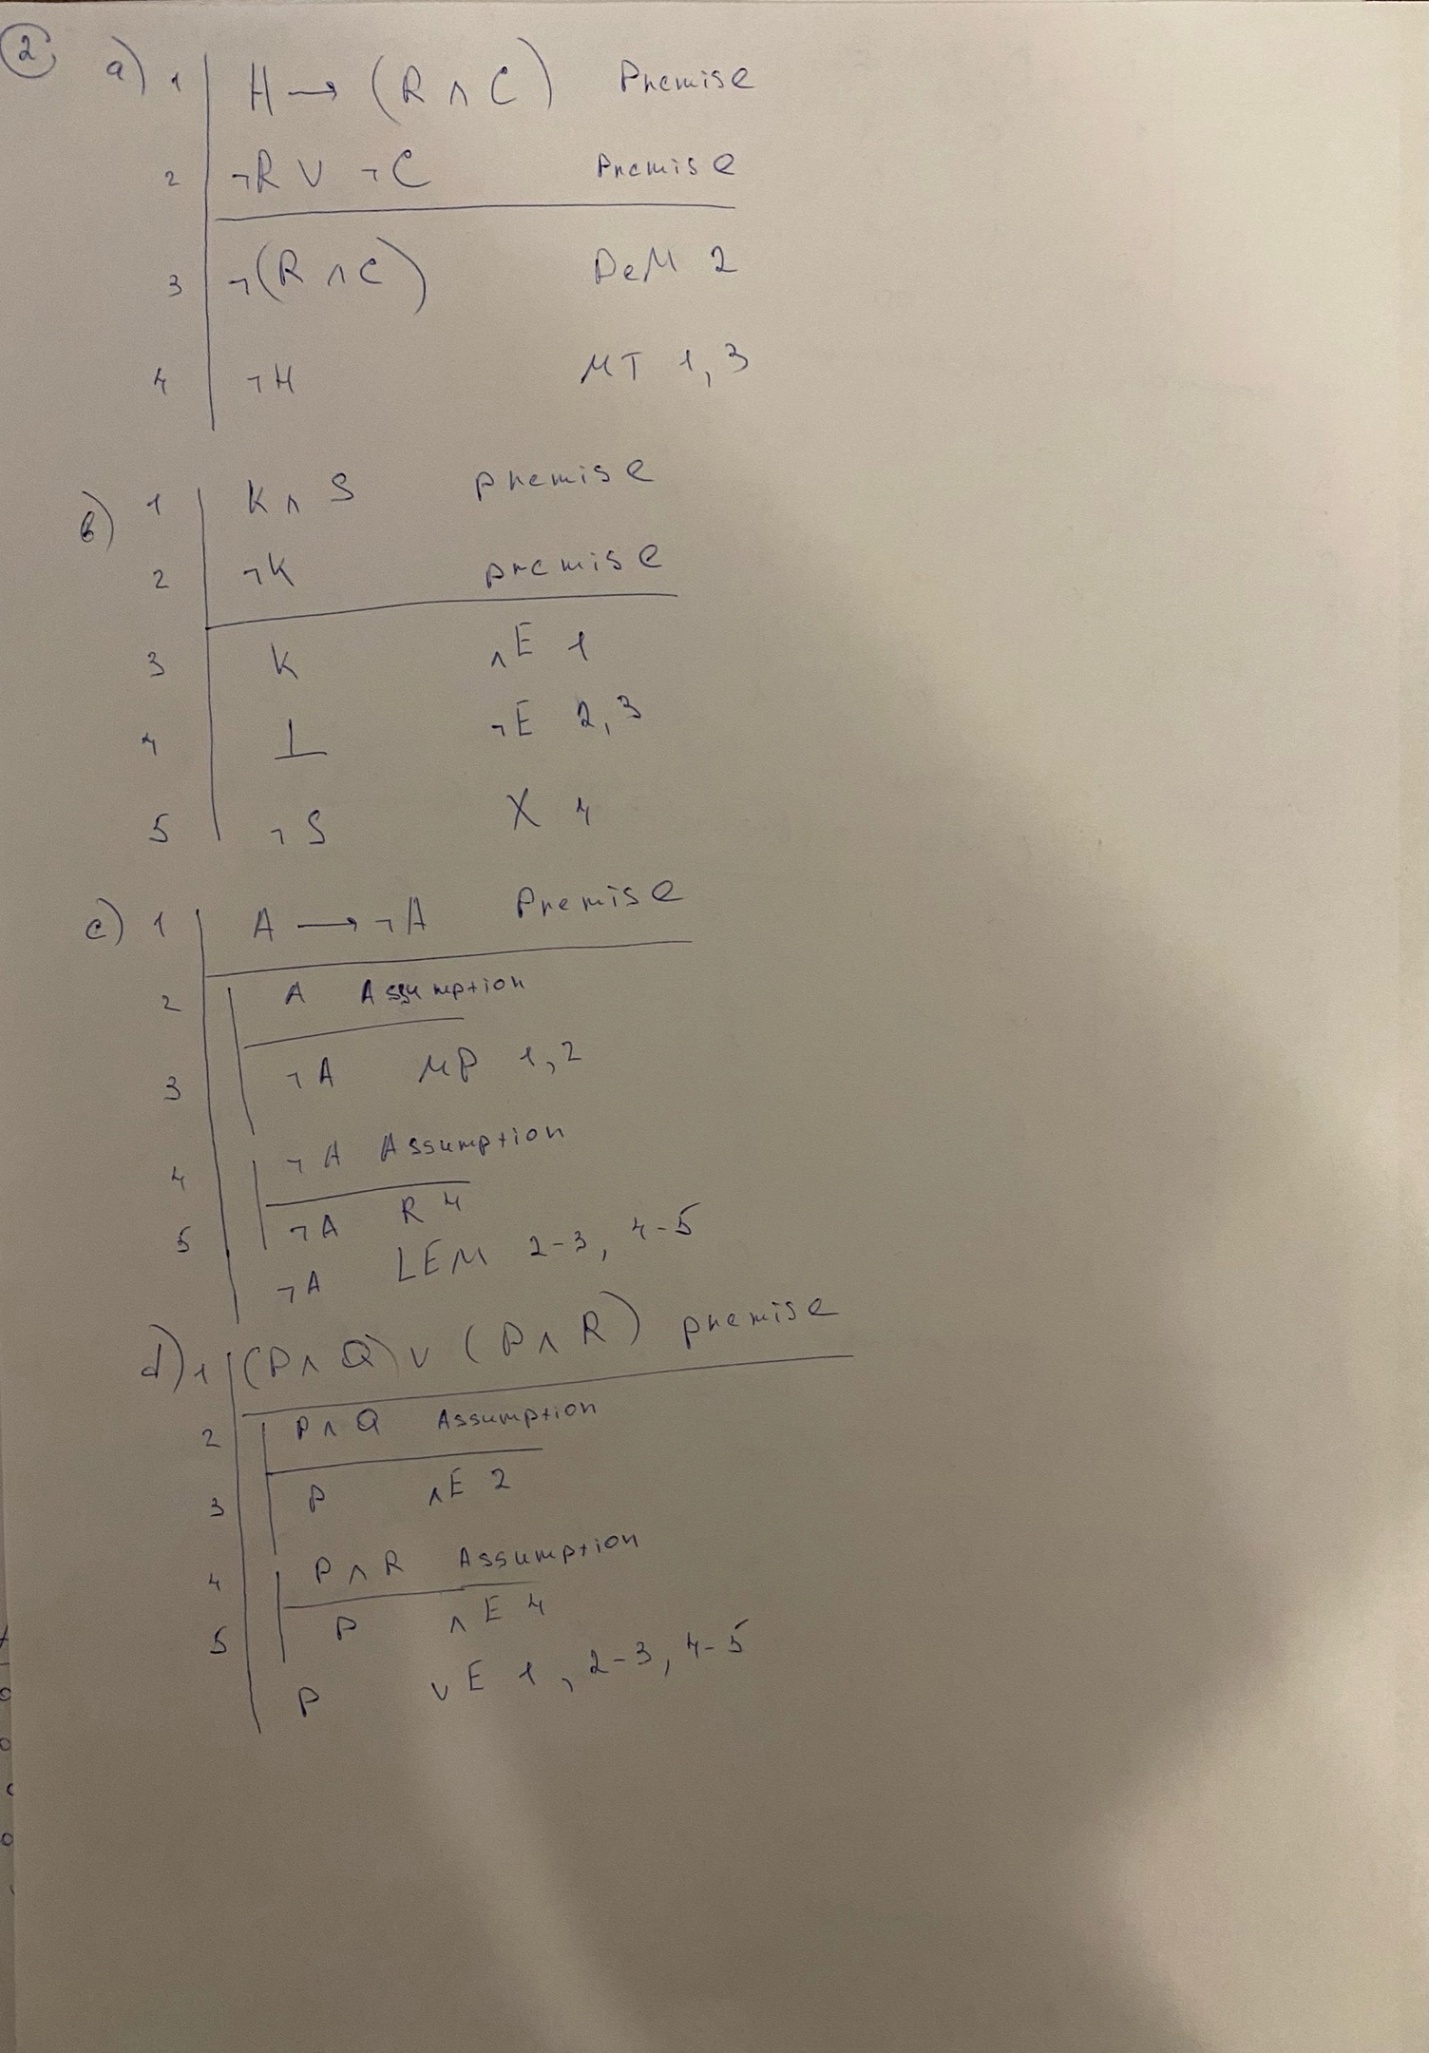 2 a) 1 H → (R ∧ C) Premise
2 ¬R ∨ ¬C Premise
3 ¬(R ∧ C) DeM 2
4 ¬H MT 1, 3
b) 1 K ∧ S premise
2 ¬K premise
3 K ∧E 1
4 ⊥ ¬E 2, 3
5 ¬S X 4
c) 1 A → ¬A Premise
2 A Assumption
3 ¬A MP 1, 2
4 ¬A Assumption
5 ¬A R 4
¬A LEM 2-3, 4-5
d) 1 (P ∧ Q) ∨ (P ∧ R) premise
2 P ∧ Q Assumption
3 P ∧E 2
4 P ∧ R Assumption
5 P ∧E 4
P ∨E 1, 2-3, 4-5